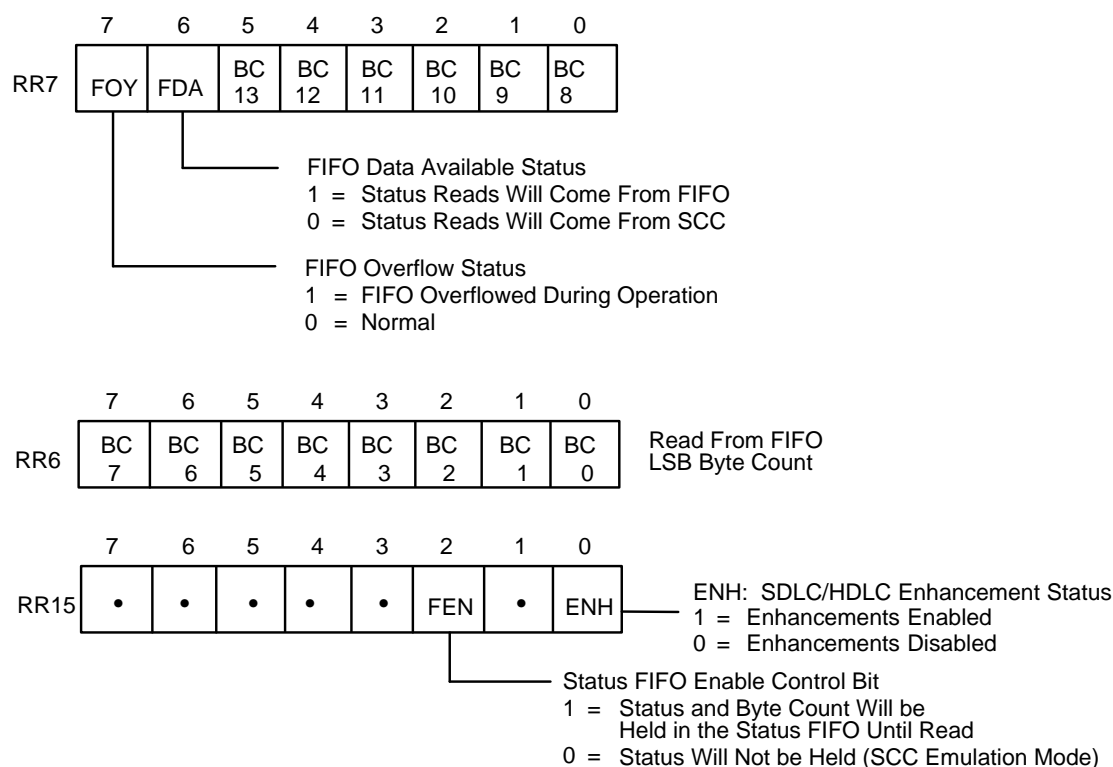 7 6 5 4 3 2 1 0
RR7 FOY FDA BC 13 BC 12 BC 11 BC 10 BC 9 BC 8
FIFO Data Available Status
1 = Status Reads Will Come From FIFO
0 = Status Reads Will Come From SCC
FIFO Overflow Status
1 = FIFO Overflowed During Operation
0 = Normal
7 6 5 4 3 2 1 0
RR6 BC 7 BC 6 BC 5 BC 4 BC 3 BC 2 BC 1 BC 0
Read From FIFO
LSB Byte Count
7 6 5 4 3 2 1 0
RR15 • • • • • FEN • ENH
ENH: SDLC/HDLC Enhancement Status
1 = Enhancements Enabled
0 = Enhancements Disabled
Status FIFO Enable Control Bit
1 = Status and Byte Count Will be
Held in the Status FIFO Until Read
0 = Status Will Not be Held (SCC Emulation Mode)